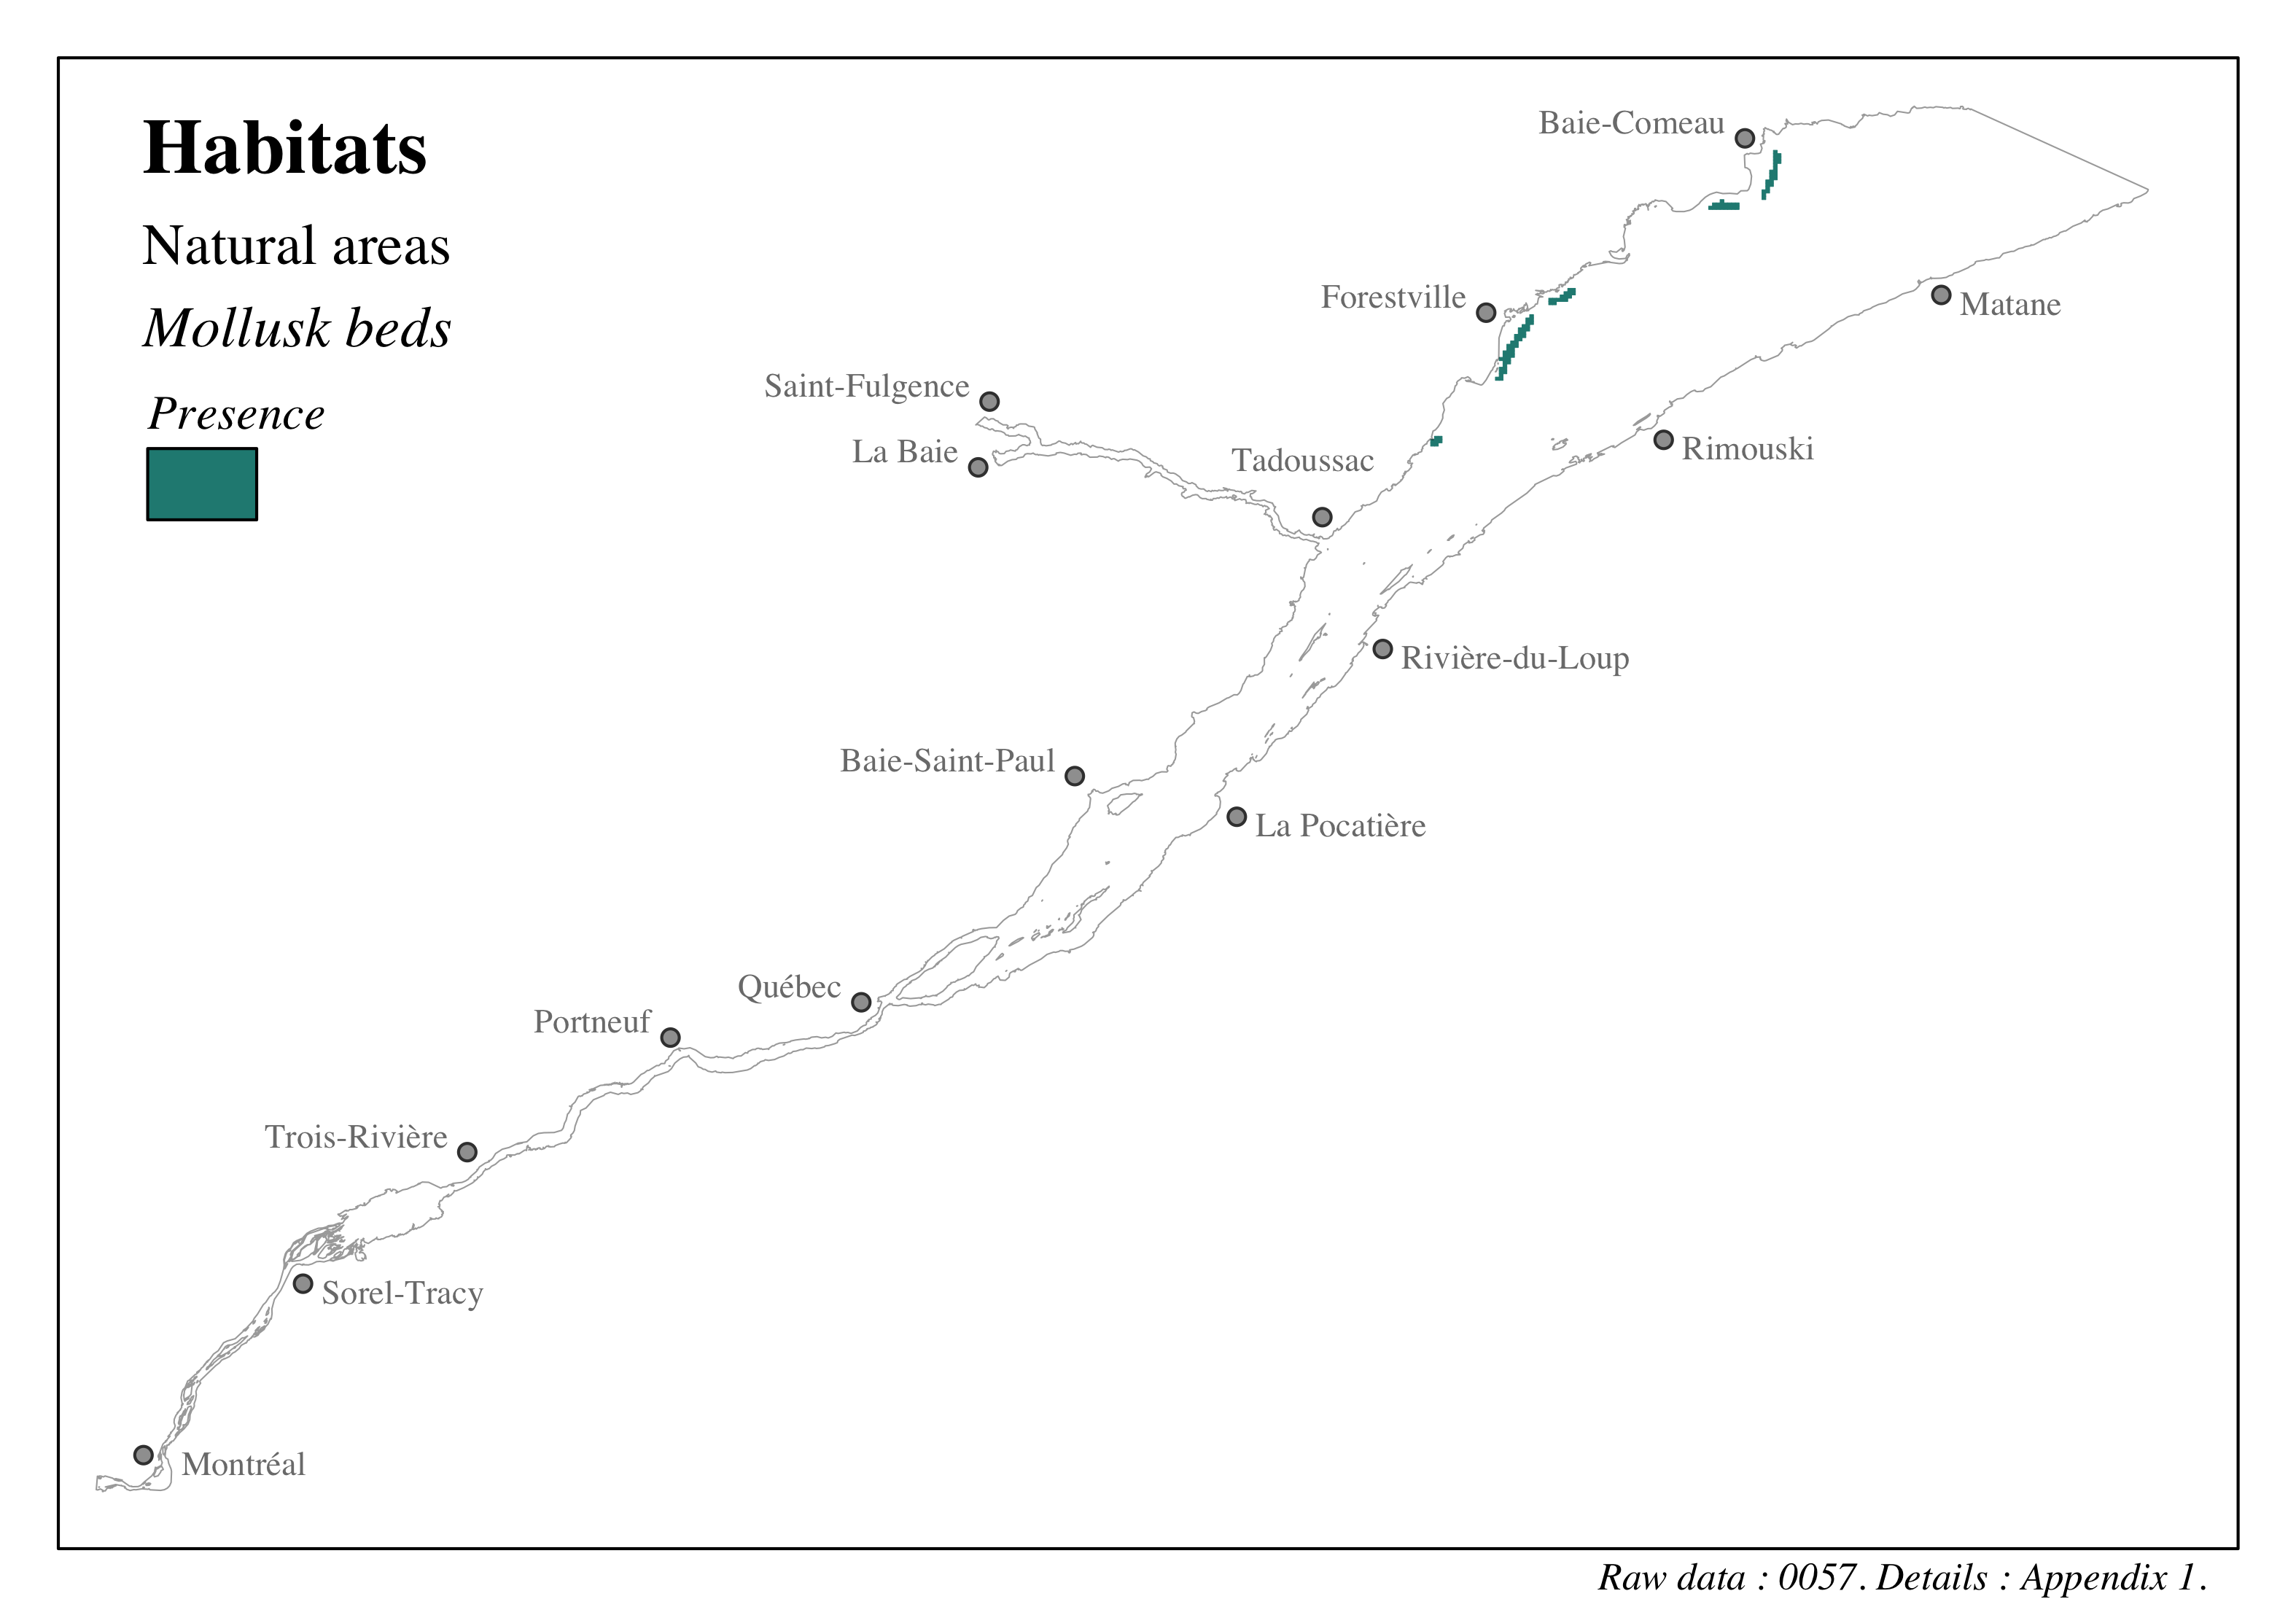 Habitats
Natural areas
Mollusk beds
Presence
Baie-Comeau
Forestville
Matane
Saint-Fulgence
La Baie
Tadoussac
Rimouski
Rivière-du-Loup
Baie-Saint-Paul
La Pocatière
Québec
Portneuf
Trois-Rivière
Sorel-Tracy
Montréal
Raw data : 0057. Details : Appendix 1.